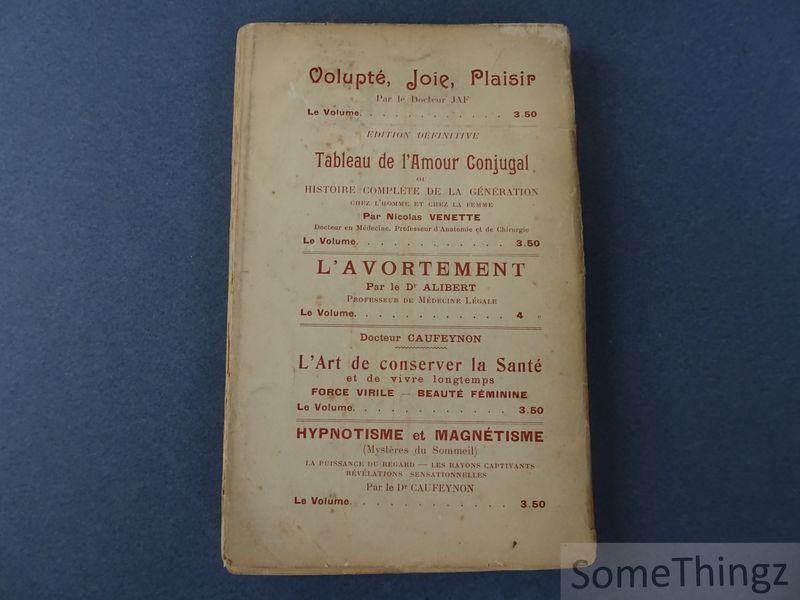 Volupté, Joie, Plaisir
Par le Docteur JAF
Le Volume. . . . . . . . . . . 3.50
EDITION DÉFINITIVE
Tableau de l'Amour Conjugal
OU
HISTOIRE COMPLÈTE DE LA GÉNÉRATION
CHEZ L'HOMME ET CHEZ LA FEMME
Par Nicolas VENETTE
Docteur en Médecine, Professeur d'Anatomie et de Chirurgie
Le Volume. . . . . . . . . . . 3.50
L'AVORTEMENT
Par le Dr ALIBERT
PROFESSEUR DE MÉDECINE LÉGALE
Le Volume. . . . . . . . . . . 4 »
Docteur CAUFEYNON
L'Art de conserver la Santé
et de vivre longtemps
FORCE VIRILE — BEAUTÉ FÉMININE
Le Volume. . . . . . . . . . . 3.50
HYPNOTISME et MAGNÉTISME
(Mystères du Sommeil)
LA PUISSANCE DU REGARD — LES RAYONS CAPTIVANTS
RÉVÉLATIONS SENSATIONNELLES
Par le Dr CAUFEYNON
Le Volume. . . . . . . . . . . 3.50
SomeThingz